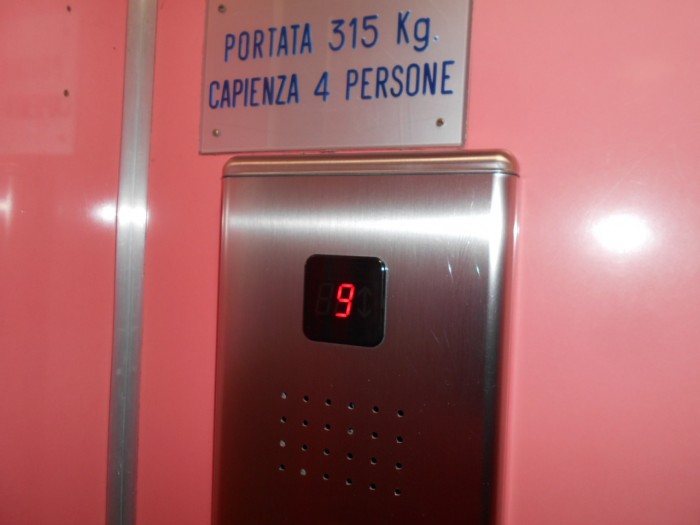 PORTATA 315 Kg.
CAPIENZA 4 PERSONE
9